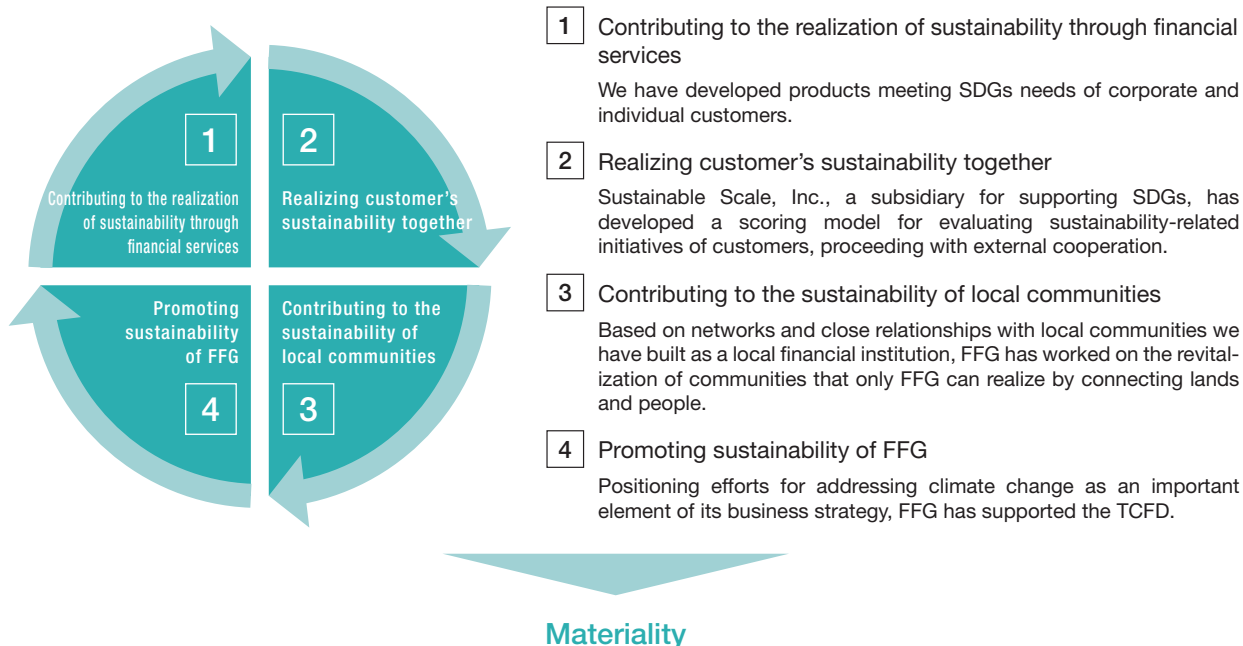 1
Contributing to the realization
of sustainability through
financial services
2
Realizing customer's
sustainability together
Promoting
sustainability
of FFG
4
Contributing to the
sustainability of
local communities
3
1 Contributing to the realization of sustainability through financial
services
We have developed products meeting SDGs needs of corporate and
individual customers.
2 Realizing customer's sustainability together
Sustainable Scale, Inc., a subsidiary for supporting SDGs, has
developed a scoring model for evaluating sustainability-related
initiatives of customers, proceeding with external cooperation.
3 Contributing to the sustainability of local communities
Based on networks and close relationships with local communities we
have built as a local financial institution, FFG has worked on the revital-
ization of communities that only FFG can realize by connecting lands
and people.
4 Promoting sustainability of FFG
Positioning efforts for addressing climate change as an important
element of its business strategy, FFG has supported the TCFD.
Materiality